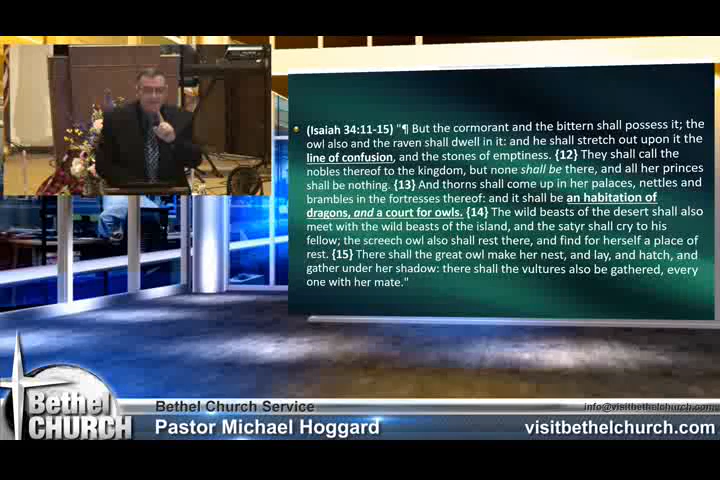 (Isaiah 34:11-15) "¶ But the cormorant and the bittern shall possess it; the
owl also and the raven shall dwell in it: and he shall stretch out upon it the
line of confusion, and the stones of emptiness. {12} They shall call the
nobles thereof to the kingdom, but none shall be there, and all her princes
shall be nothing. {13} And thorns shall come up in her palaces, nettles and
brambles in the fortresses thereof: and it shall be an habitation of
dragons, and a court for owls. {14} The wild beasts of the desert shall also
meet with the wild beasts of the island, and the satyr shall cry to his
fellow; the screech owl also shall rest there, and find for herself a place of
rest. {15} There shall the great owl make her nest, and lay, and hatch, and
gather under her shadow: there shall the vultures also be gathered, every
one with her mate."
Bethel
CHURCH
Bethel Church Service
info@visitbethelchurch.com
Pastor Michael Hoggard
visitbethelchurch.com